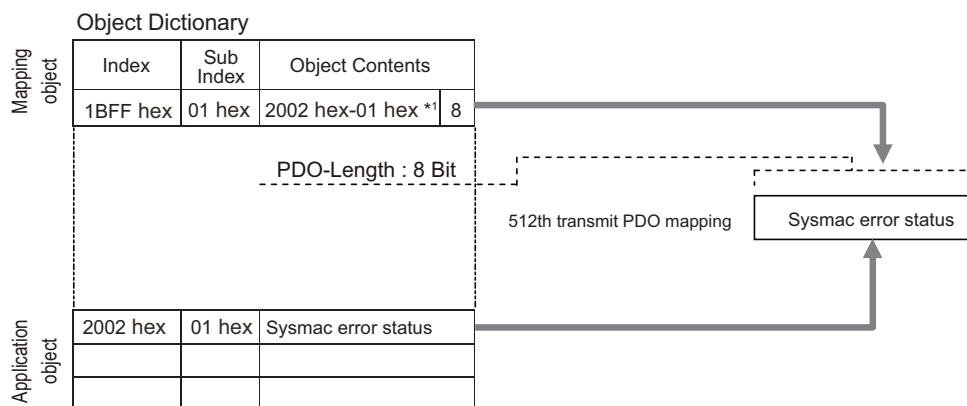 Object Dictionary
Mapping object
Index
Sub Index
Object Contents
1BFF hex
01 hex
2002 hex-01 hex *1
8
PDO-Length : 8 Bit
512th transmit PDO mapping
Sysmac error status
Application object
2002 hex
01 hex
Sysmac error status